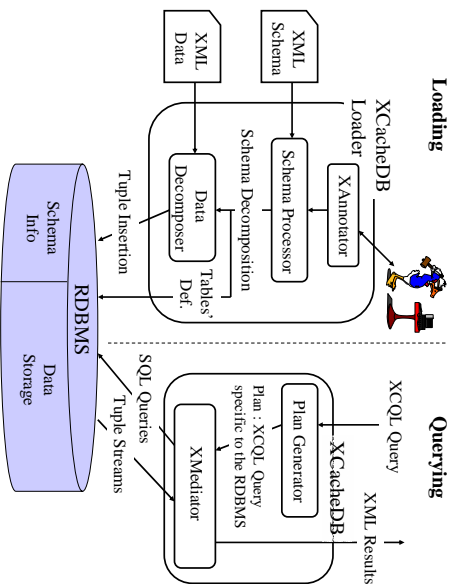 Loading
Querying
XML
Schema
XML
Data
XCacheDB
Loader
XAnnotator
Schema Processor
Schema Decomposition
Data
Decomposer
Tables'
Def.
Tuple Insertion
RDBMS
Schema
Info
Data
Storage
XCQL Query
XML Results
XCacheDB
Plan Generator
Plan : XCQL Query
specific to the RDBMS
XMediator
SQL Queries
Tuple Streams